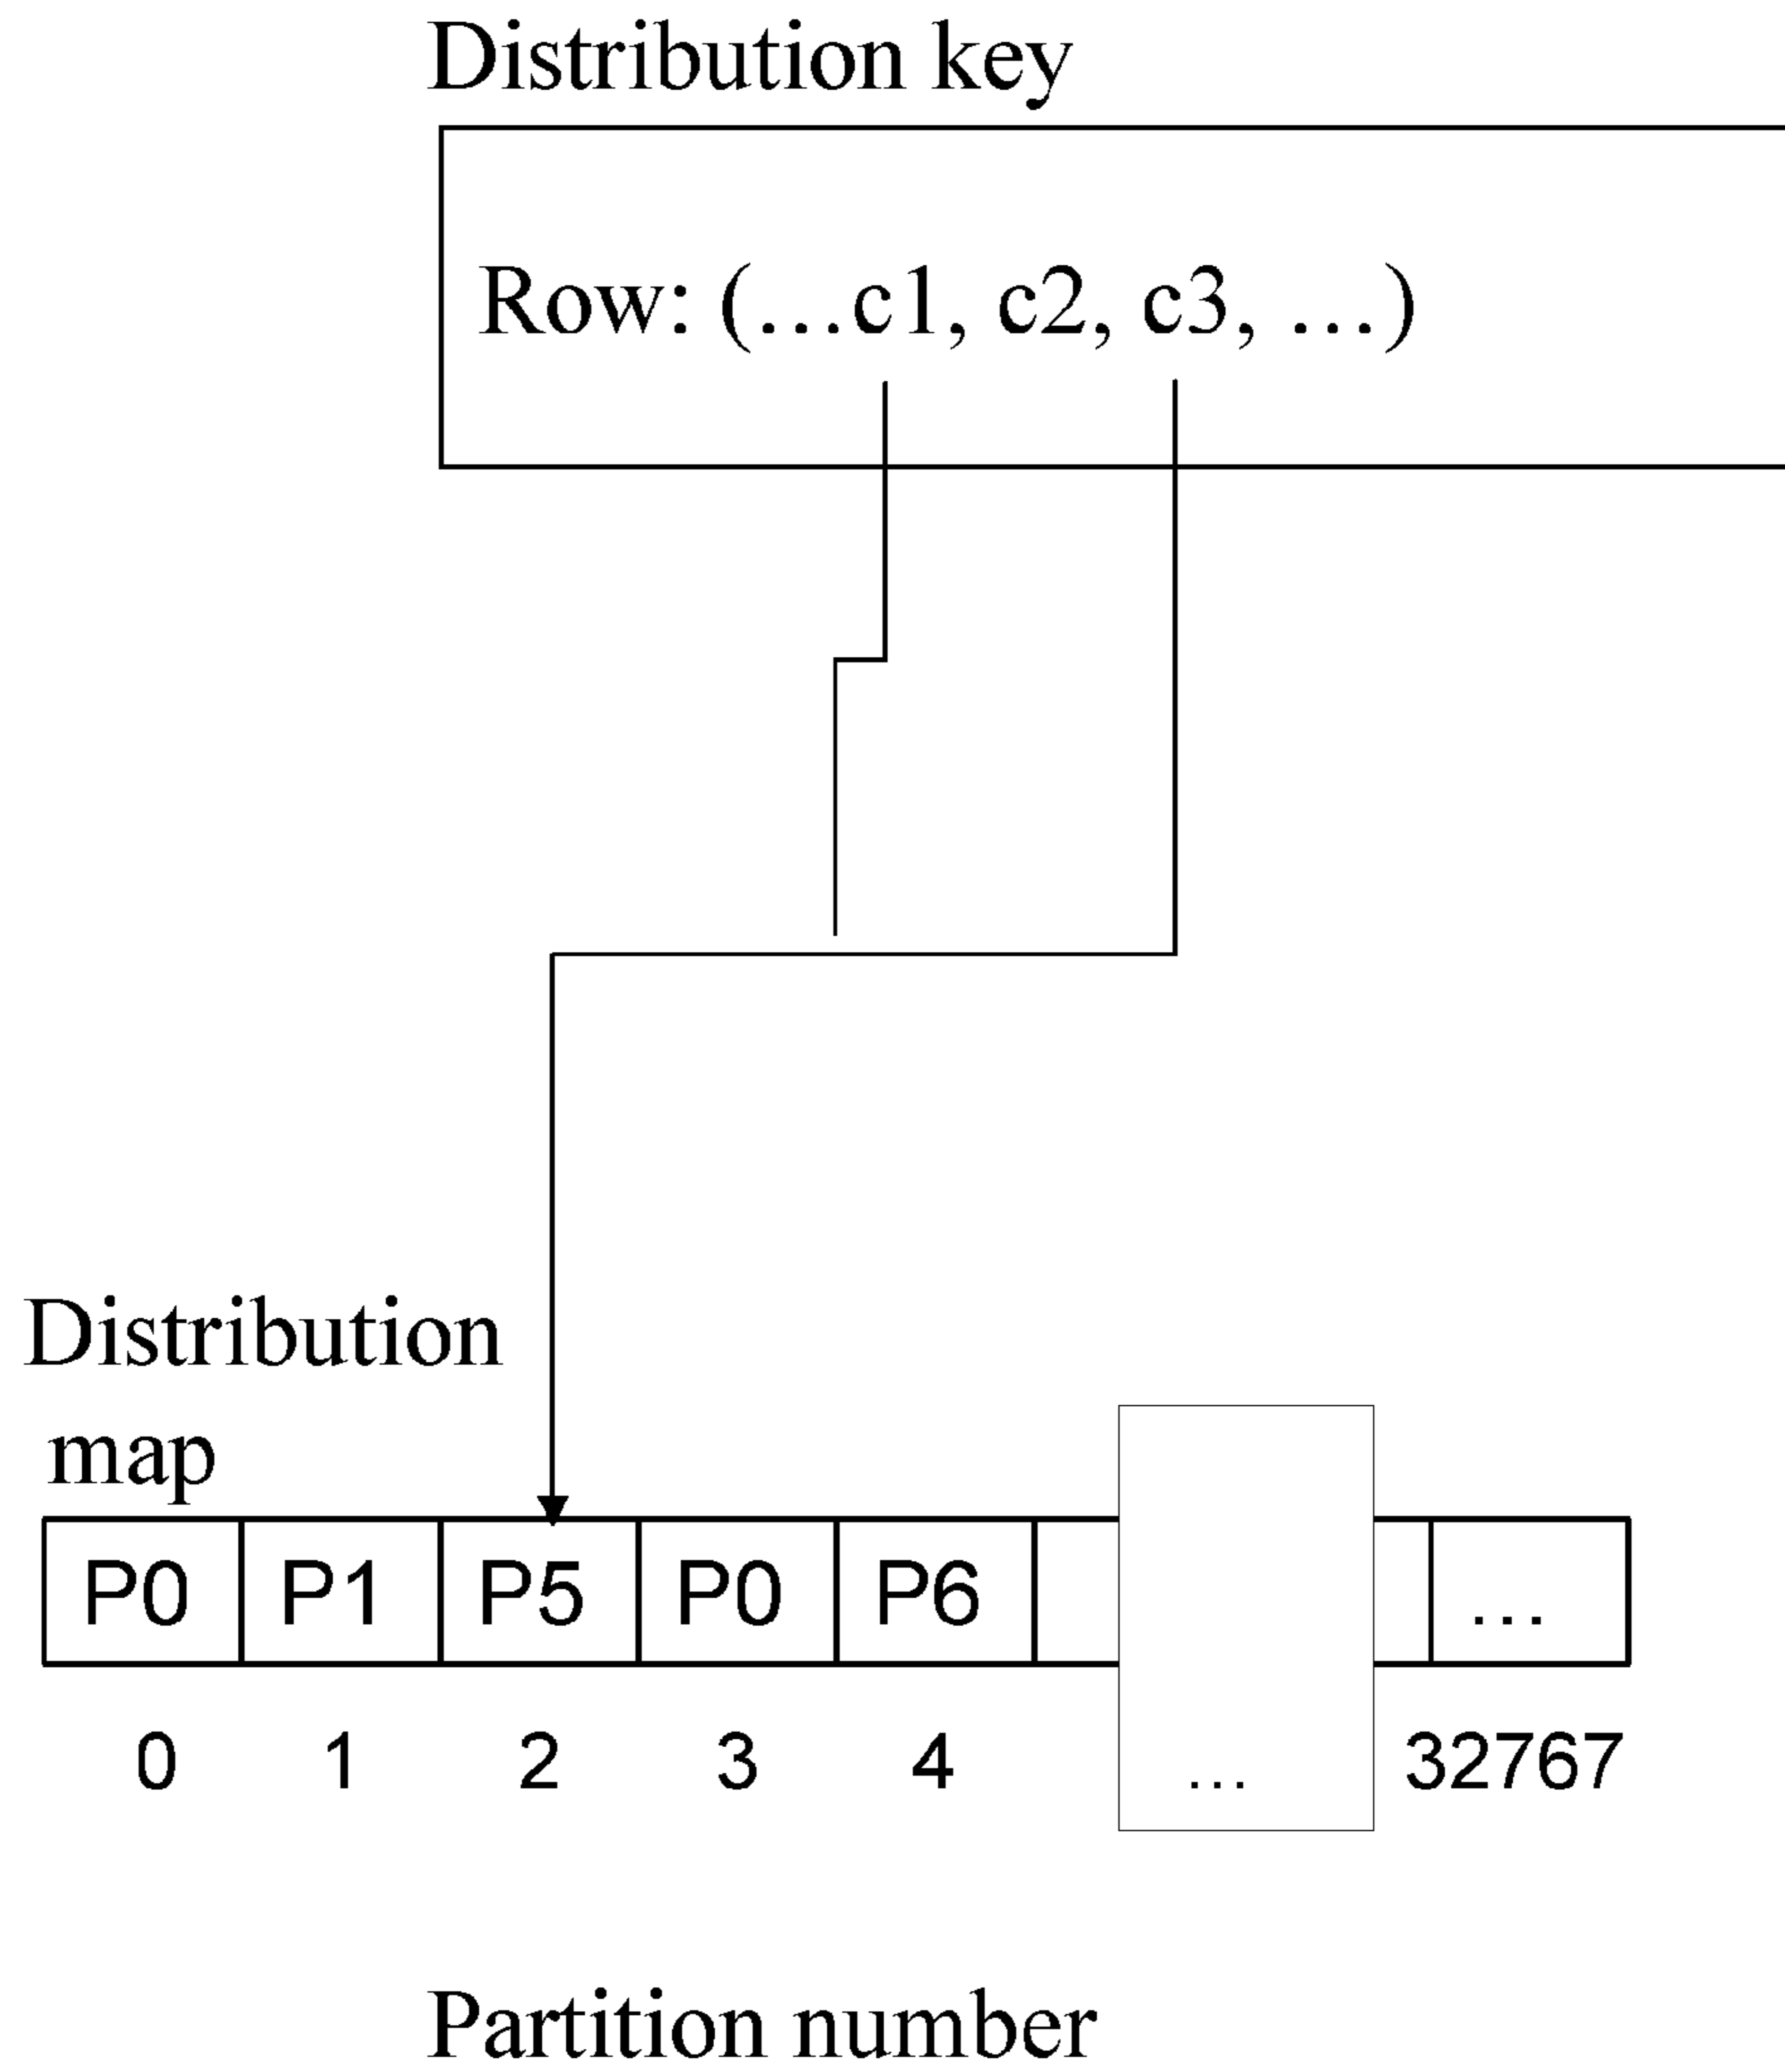 Distribution key
Row: (...c1, c2, c3, ...)
Distribution
map
P0 P1 P5 P0 P6 ...
0 1 2 3 4 ... 32767
Partition number